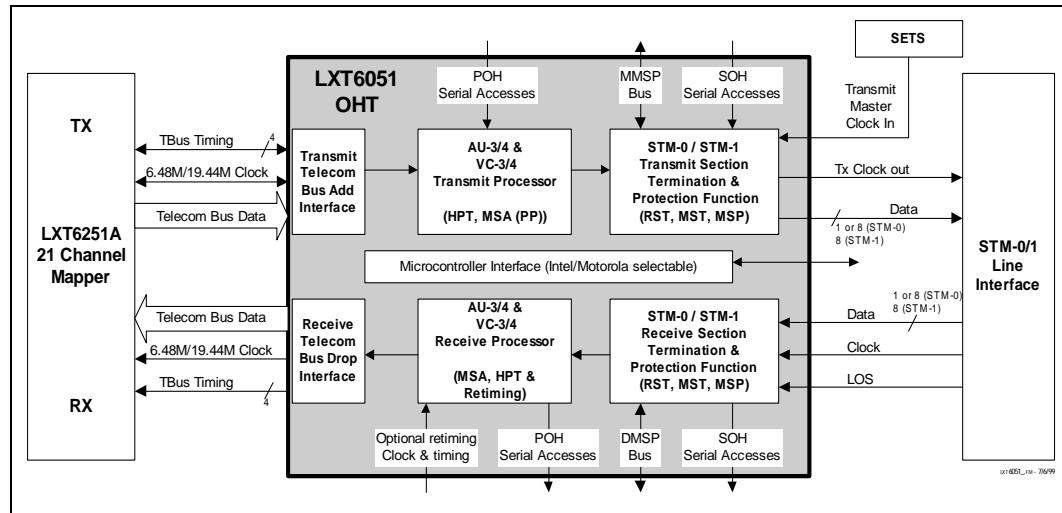 SETS
LXT6051
OHT
POH
Serial Accesses
MMSP
Bus
SOH
Serial Accesses
Transmit
Master
Clock In
TX
TBus Timing
4
6.48M/19.44M Clock
Telecom Bus Data
LXT6251A
21 Channel
Mapper
Transmit
Telecom
Bus Add
Interface
AU-3/4 &
VC-3/4
Transmit Processor
(HPT, MSA (PP))
STM-0 / STM-1
Transmit Section
Termination &
Protection Function
(RST, MST, MSP)
Tx Clock out
Data
1 or 8 (STM-0)
8 (STM-1)
STM-0/1
Line
Interface
Microcontroller Interface (Intel/Motorola selectable)
Telecom Bus Data
6.48M/19.44M Clock
TBus Timing
4
RX
Receive
Telecom
Bus Drop
Interface
AU-3/4 &
VC-3/4
Receive Processor
(MSA, HPT &
Retiming)
STM-0 / STM-1
Receive Section
Termination &
Protection Function
(RST, MST, MSP)
1 or 8 (STM-0)
8 (STM-1)
Data
Clock
LOS
Optional retiming
Clock & timing
POH
Serial Accesses
DMSP
Bus
SOH
Serial Accesses
LXT6051_FM - 7/6/99